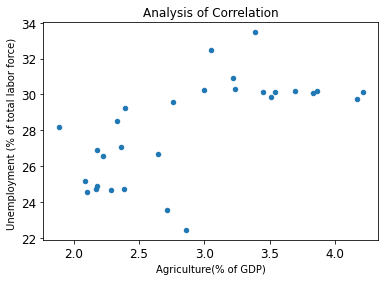 Analysis of Correlation
Unemployment (% of total labor force)
34
32
30
28
26
24
22
2.0 2.5 3.0 3.5 4.0
Agriculture(% of GDP)